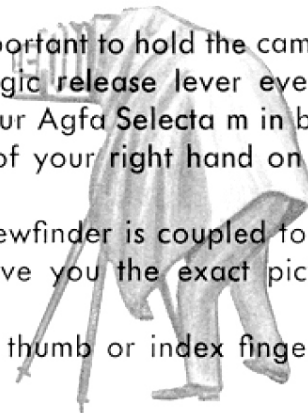 portant to hold the cam
gic release lever eve
ur Agfa Selecta m in b
of your right hand on
ewfinder is coupled to
ve you the exact pic
thumb or index finge